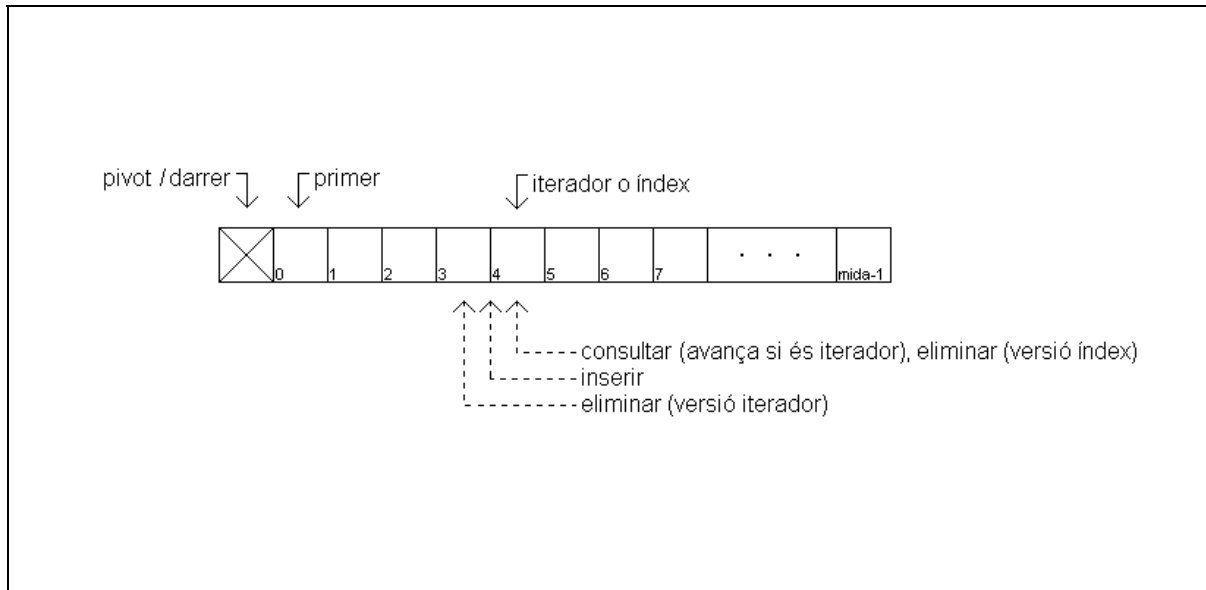 pivot / darrer
primer
iterador o índex
0 1 2 3 4 5 6 7 . . . mida-1
consultar (avança si és iterador), eliminar (versió índex)
inserir
eliminar (versió iterador)